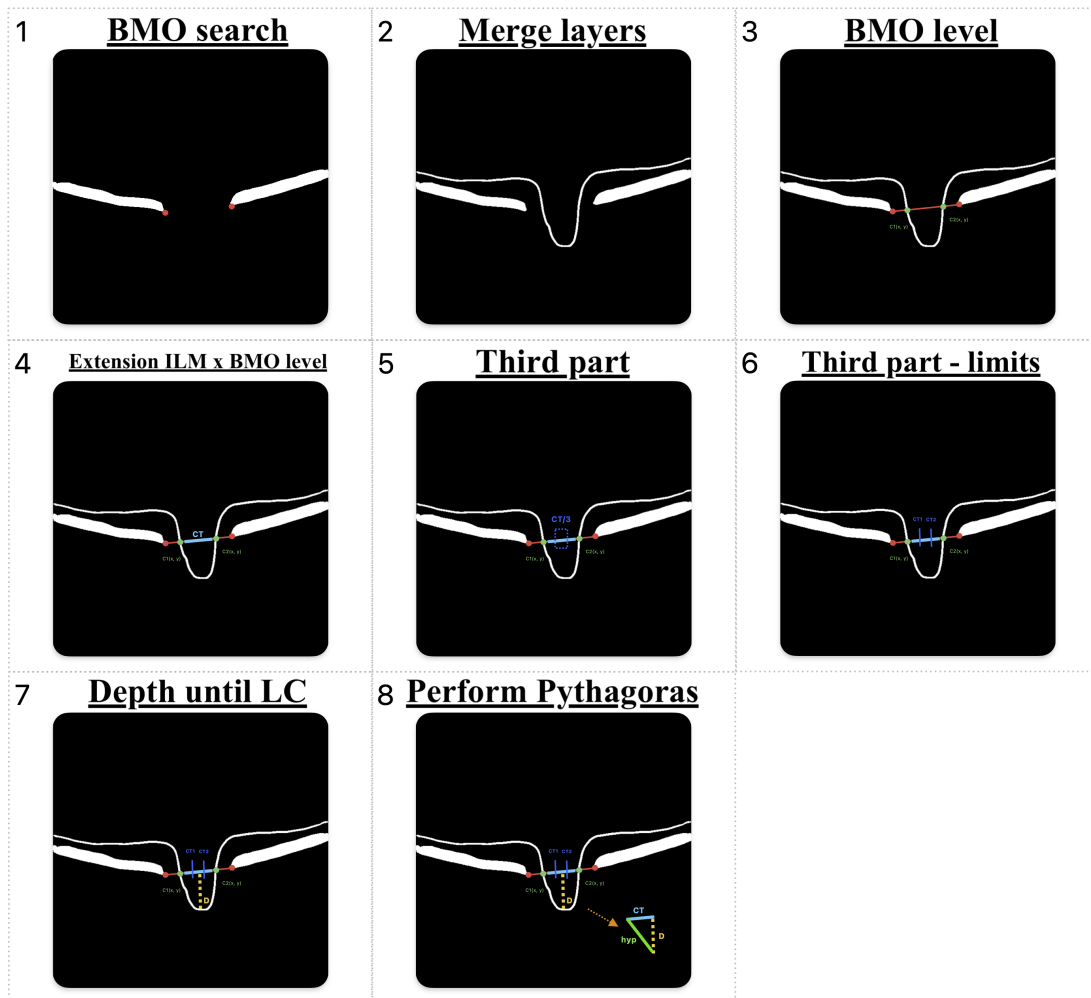 1
BMO search
2
Merge layers
3
BMO level
C1(x, y)
C2(x, y)
4
Extension ILM x BMO level
CT
C1(x, y)
C2(x, y)
5
Third part
CT/3
C1(x, y)
C2(x, y)
6
Third part - limits
CT1 CT2
C1(x, y)
C2(x, y)
7
Depth until LC
CT1 CT2
C1(x, y)
C2(x, y)
D
8
Perform Pythagoras
CT1 CT2
C1(x, y)
C2(x, y)
D
CT
hyp
D